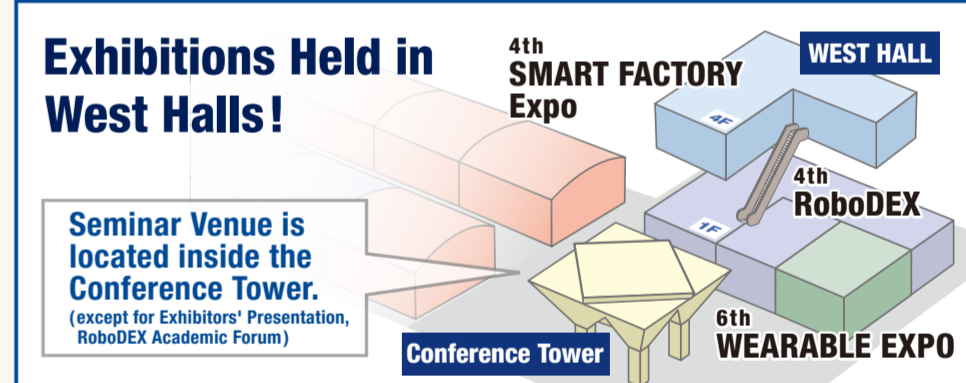 Exhibitions Held in
West Halls!
4th
SMART FACTORY
Expo
WEST HALL
4F
4th
RoboDEX
1F
Seminar Venue is
located inside the
Conference Tower.
(except for Exhibitors' Presentation,
RoboDEX Academic Forum)
Conference Tower
6th
WEARABLE EXPO